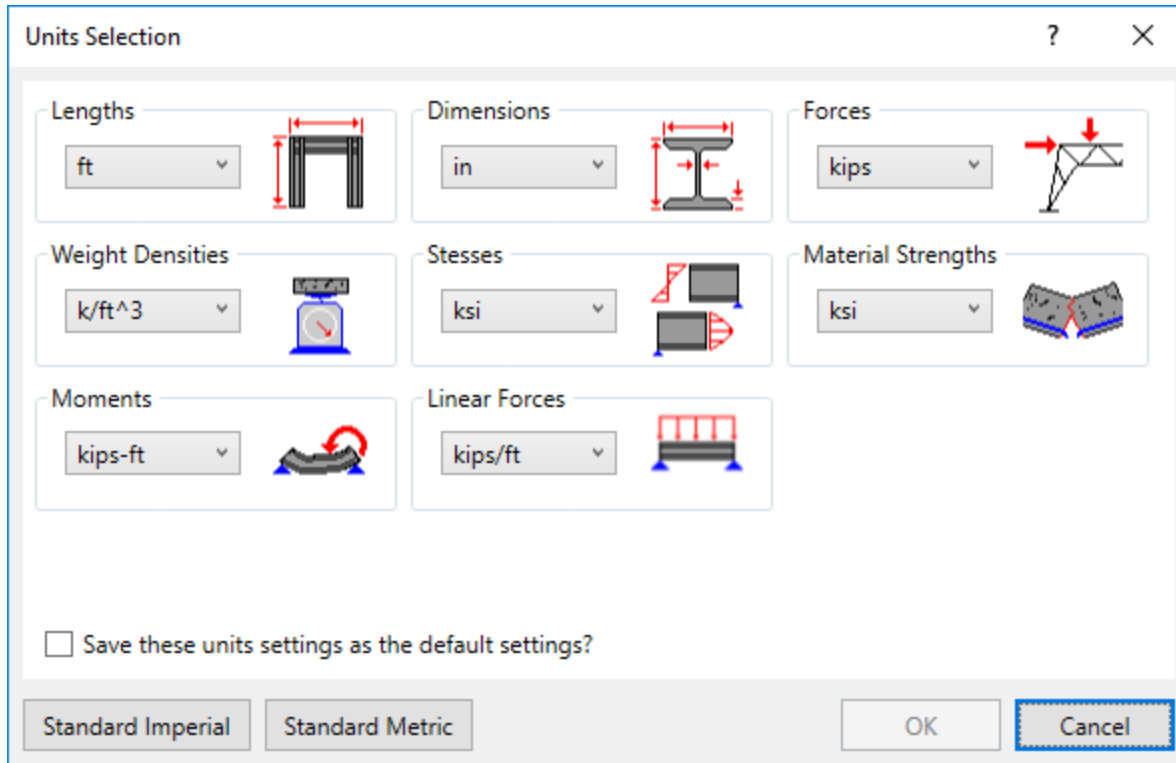 Units Selection
?
Lengths
Dimensions
Forces
ft
in
kips
Weight Densities
Stesses
Material Strengths
k/ft^3
ksi
ksi
Moments
Linear Forces
kips-ft
kips/ft
Save these units settings as the default settings?
Standard Imperial
Standard Metric
OK
Cancel